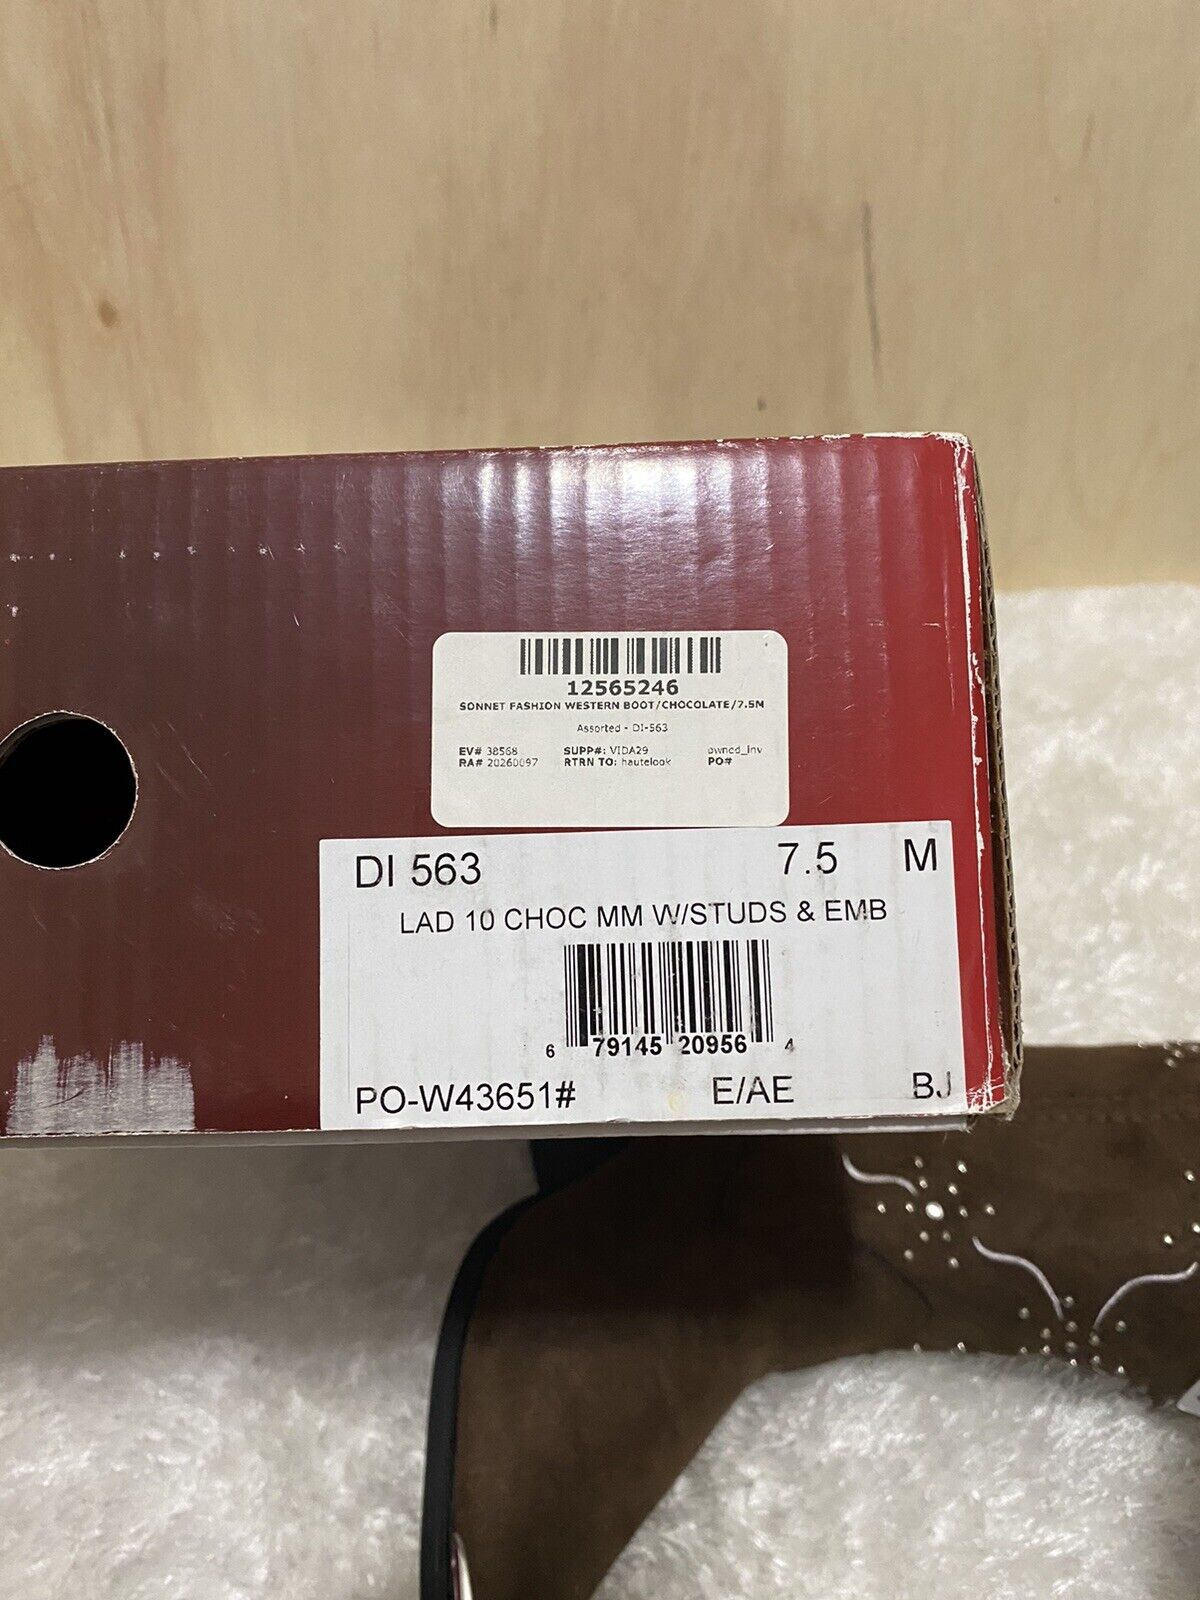 12565246
SONNET FASHION WESTERN BOOT/CHOCOLATE/7.5M
Assorted - DI-563
EV# 38568 SUPP#: VIDA29 owned_inv
RA# 20260097 RTRN TO: hautelook PO#
DI 563 7.5 M
LAD 10 CHOC MM W/STUDS & EMB
6 79145 20956 4
PO-W43651# E/AE BJ